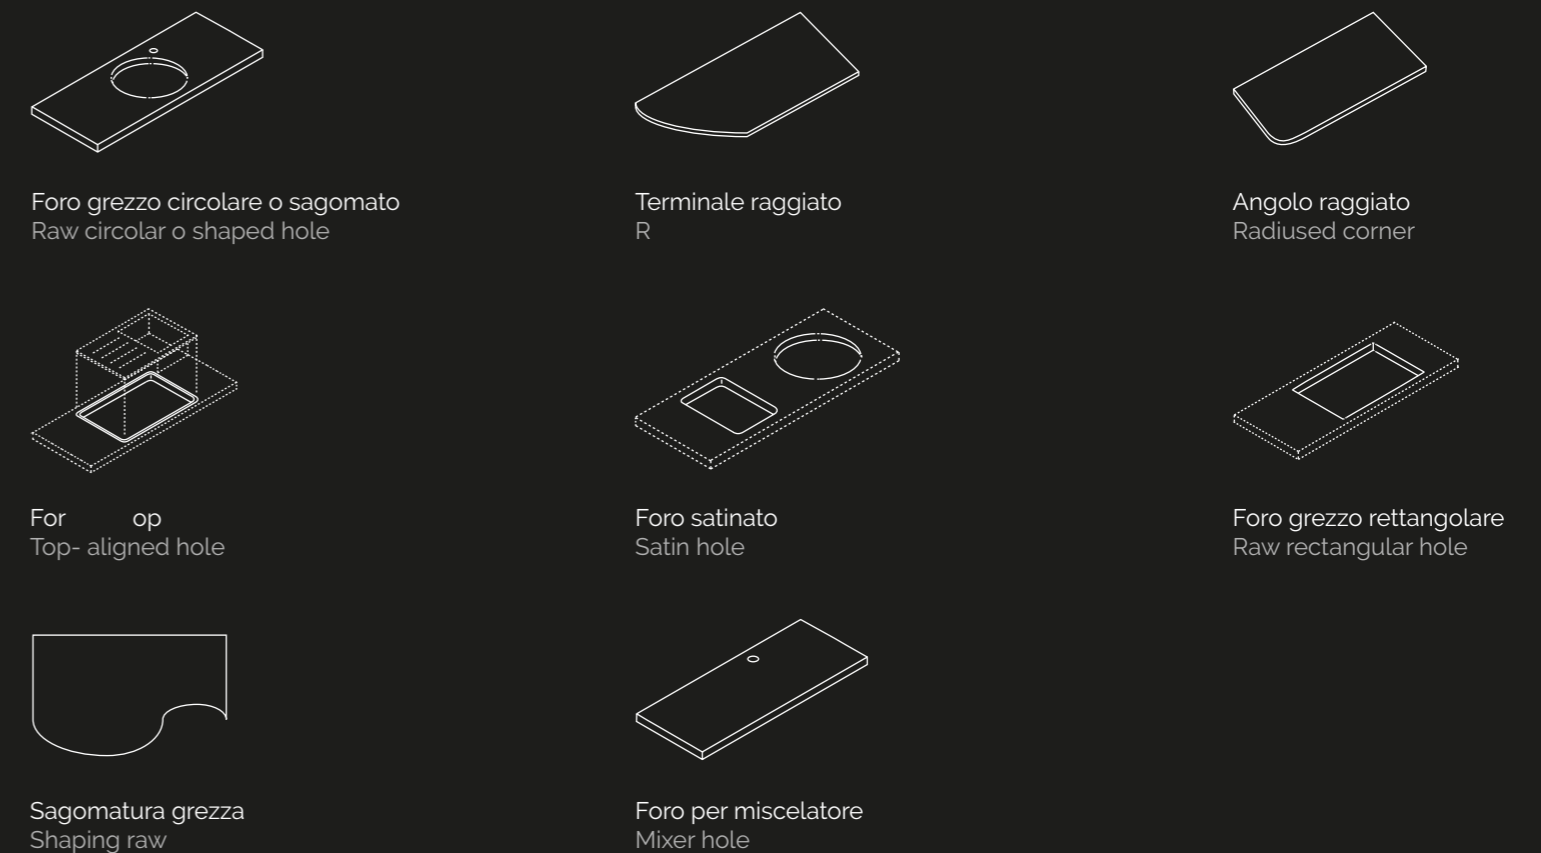 Foro grezzo circolare o sagomato
Raw circolar o shaped hole
Terminale raggiato
R
Angolo raggiato
Radiused corner
For op
Top- aligned hole
Foro satinato
Satin hole
Foro grezzo rettangolare
Raw rectangular hole
Sagomatura grezza
Shaping raw
Foro per miscelatore
Mixer hole